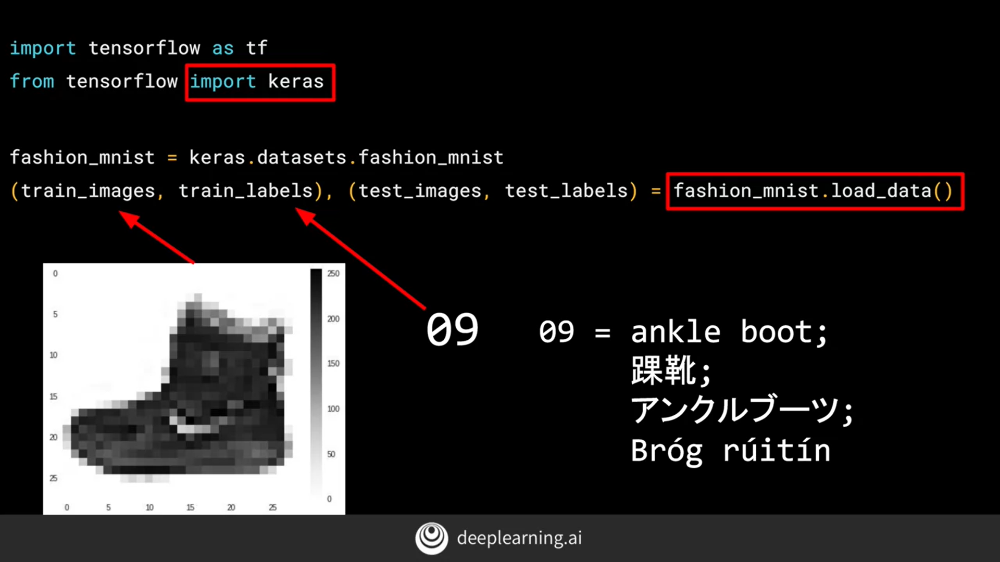 import tensorflow as tf
from tensorflow import keras
fashion_mnist = keras.datasets.fashion_mnist
(train_images, train_labels), (test_images, test_labels) = fashion_mnist.load_data()
0
5
10
15
20
25
0 5 10 15 20 25
250
200
150
100
50
0
09
09 = ankle boot;
踝靴;
アンクルブーツ;
Bróg rúitín
deeplearning.ai